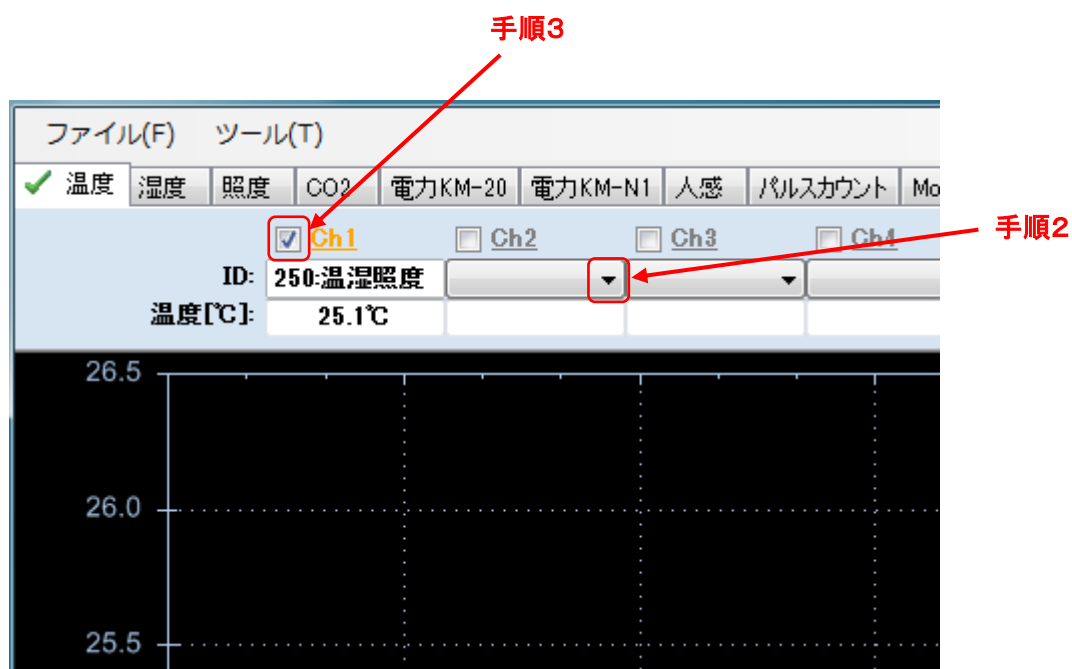 手順3
ファイル(F) ツール(T)
温度 湿度 照度 CO2 電力KM-20 電力KM-N1 人感 パルスカウント Mo
Ch1 Ch2 Ch3 Ch4
手順2
ID: 250:温湿照度
温度[℃]: 25.1℃
26.5
26.0
25.5